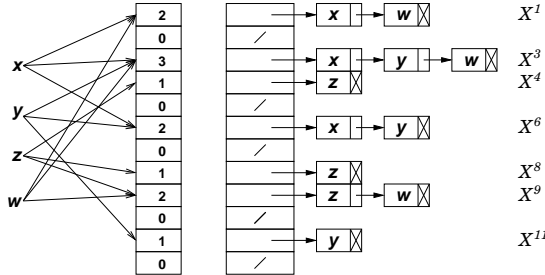 2 x w X¹
0 /
3 x y w X³
x
1 z X⁴
0 /
y
2 x y X⁶
0 /
z
1 z X⁸
2 z w X⁹
w
0 /
1 y X¹¹
0 /